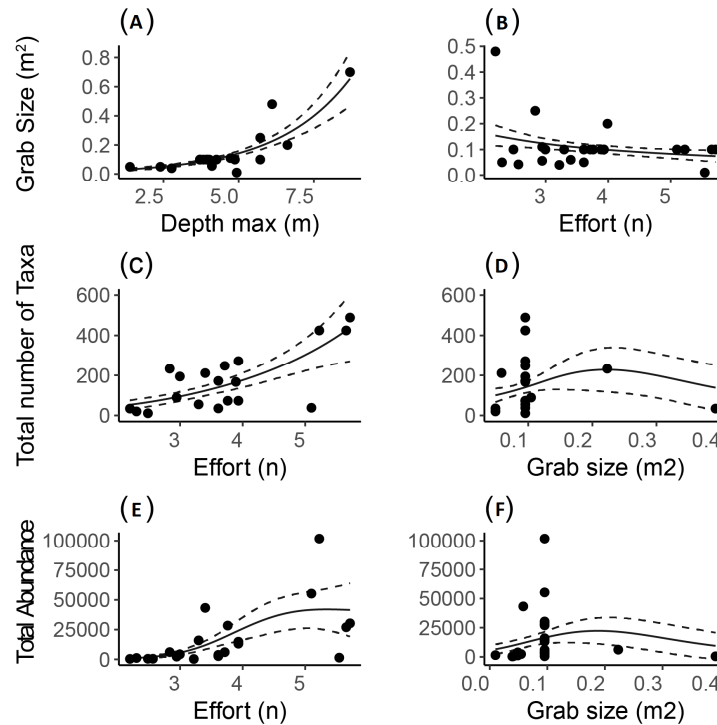 (A)
Grab Size (m²)
0.8
0.6
0.4
0.2
0.0
2.5 5.0 7.5
Depth max (m)
(B)
0.5
0.4
0.3
0.2
0.1
0.0
3 4 5
Effort (n)
(C)
Total number of Taxa
600
400
200
0
3 4 5
Effort (n)
(D)
600
400
200
0
0.1 0.2 0.3 0.4
Grab size (m2)
(E)
Total Abundance
100000
75000
50000
25000
0
3 4 5
Effort (n)
(F)
100000
75000
50000
25000
0
0.0 0.1 0.2 0.3 0.4
Grab size (m2)